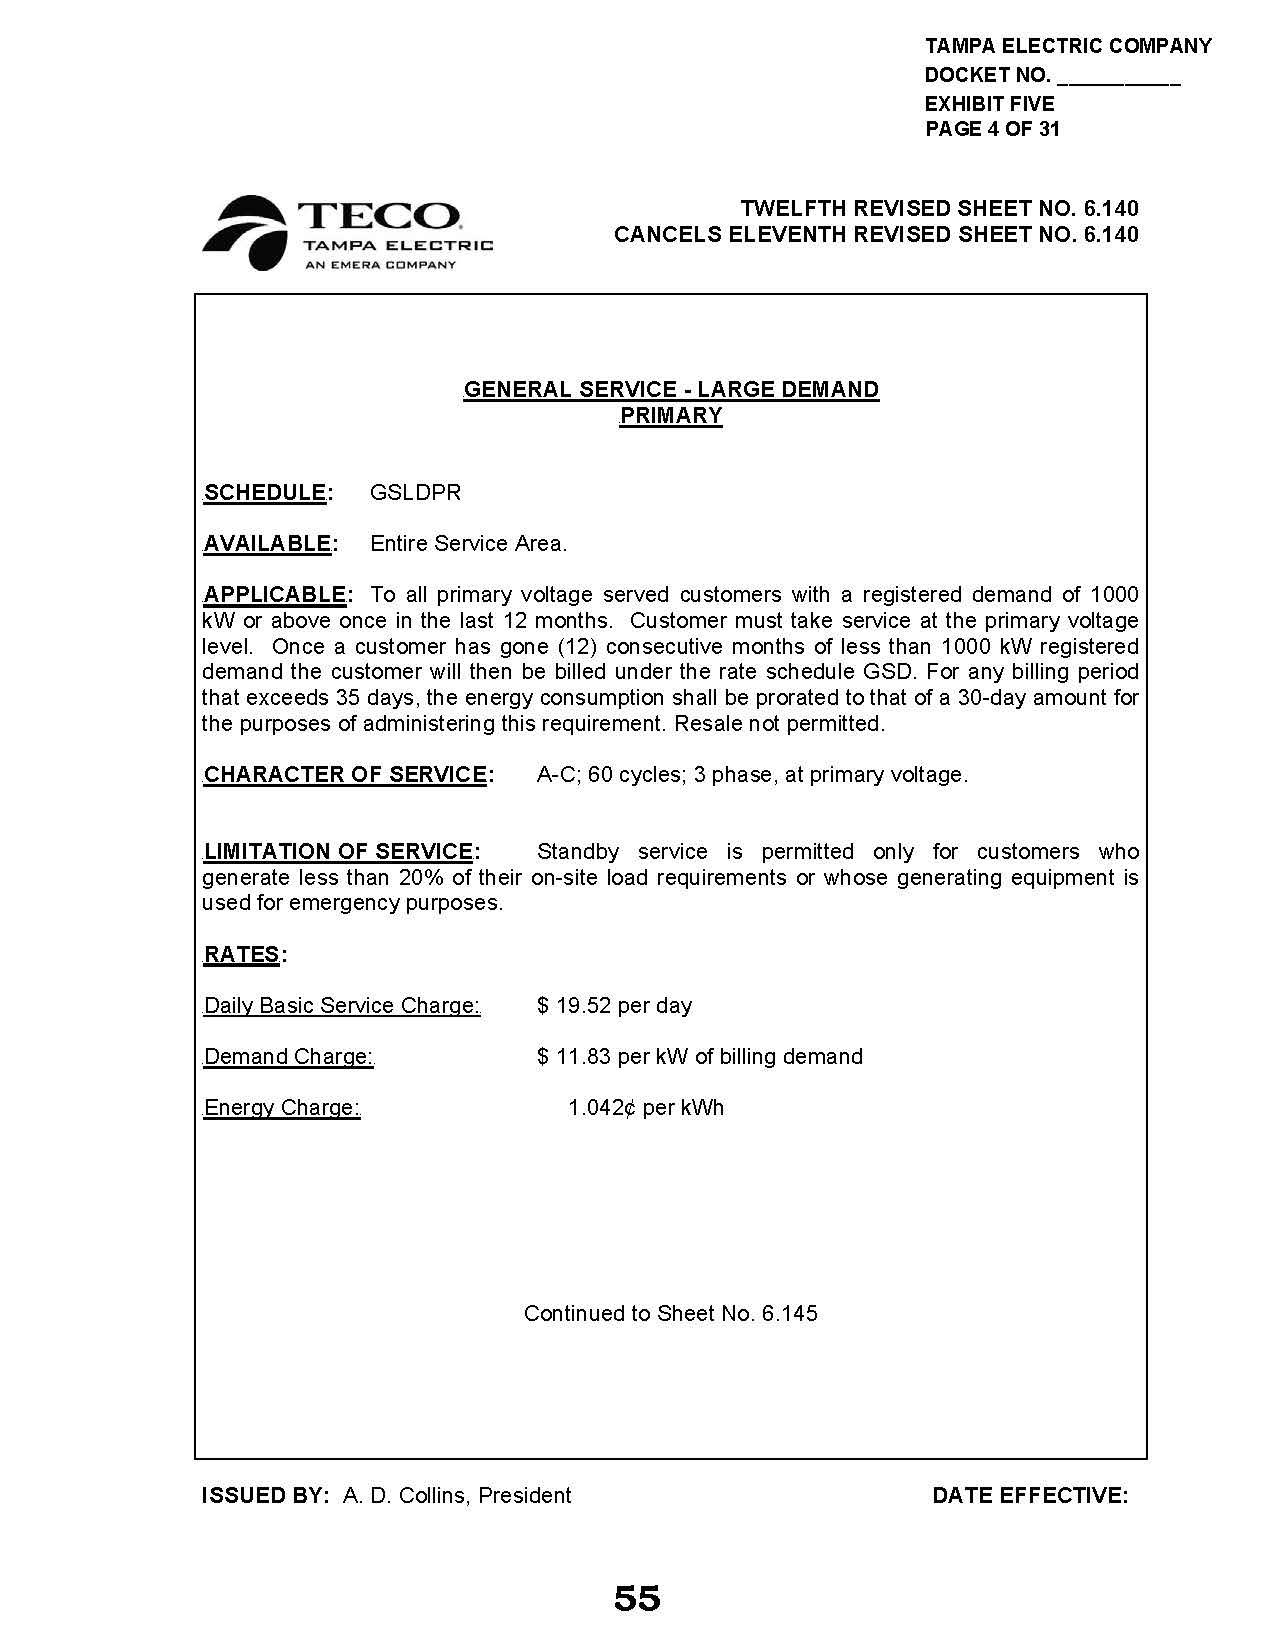 TAMPA ELECTRIC COMPANY
DOCKET NO. ___________
EXHIBIT FIVE
PAGE 4 OF 31
TECO®
TAMPA ELECTRIC
AN EMERA COMPANY
TWELFTH REVISED SHEET NO. 6.140
CANCELS ELEVENTH REVISED SHEET NO. 6.140
GENERAL SERVICE - LARGE DEMAND
PRIMARY
SCHEDULE: GSLDPR
AVAILABLE: Entire Service Area.
APPLICABLE: To all primary voltage served customers with a registered demand of 1000
kW or above once in the last 12 months. Customer must take service at the primary voltage
level. Once a customer has gone (12) consecutive months of less than 1000 kW registered
demand the customer will then be billed under the rate schedule GSD. For any billing period
that exceeds 35 days, the energy consumption shall be prorated to that of a 30-day amount for
the purposes of administering this requirement. Resale not permitted.
CHARACTER OF SERVICE: A-C; 60 cycles; 3 phase, at primary voltage.
LIMITATION OF SERVICE: Standby service is permitted only for customers who
generate less than 20% of their on-site load requirements or whose generating equipment is
used for emergency purposes.
RATES:
Daily Basic Service Charge: $ 19.52 per day
Demand Charge: $ 11.83 per kW of billing demand
Energy Charge: 1.042¢ per kWh
Continued to Sheet No. 6.145
ISSUED BY: A. D. Collins, President DATE EFFECTIVE:
55